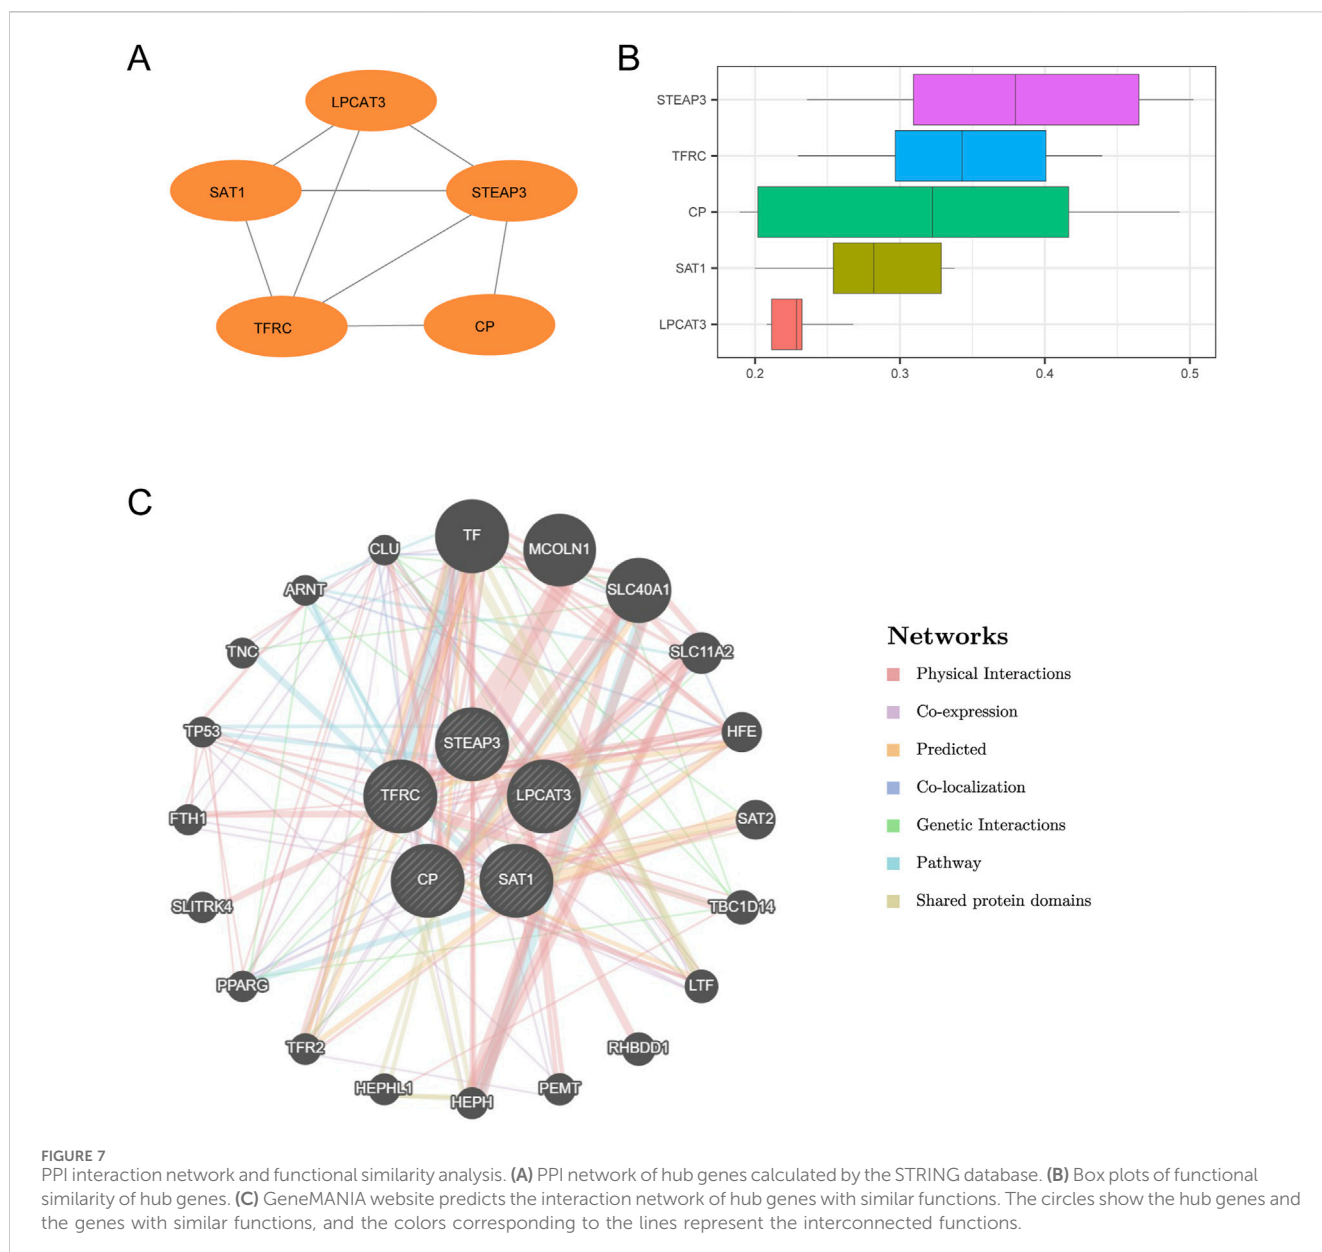 A
LPCAT3
SAT1
STEAP3
TFRC
CP
B
STEAP3
TFRC
CP
SAT1
LPCAT3
0.2
0.3
0.4
0.5
C
TF
MCOLN1
SLC40A1
SLC11A2
HFE
SAT2
TBC1D14
LTF
RHBDD1
PEMT
HEPH
HEPHL1
TFR2
PPARG
SLITRK4
FTH1
TP53
TNC
ARNT
CLU
STEAP3
TFRC
LPCAT3
CP
SAT1
Networks
Physical Interactions
Co-expression
Predicted
Co-localization
Genetic Interactions
Pathway
Shared protein domains
FIGURE 7
PPI interaction network and functional similarity analysis. (A) PPI network of hub genes calculated by the STRING database. (B) Box plots of functional
similarity of hub genes. (C) GeneMANIA website predicts the interaction network of hub genes with similar functions. The circles show the hub genes and
the genes with similar functions, and the colors corresponding to the lines represent the interconnected functions.